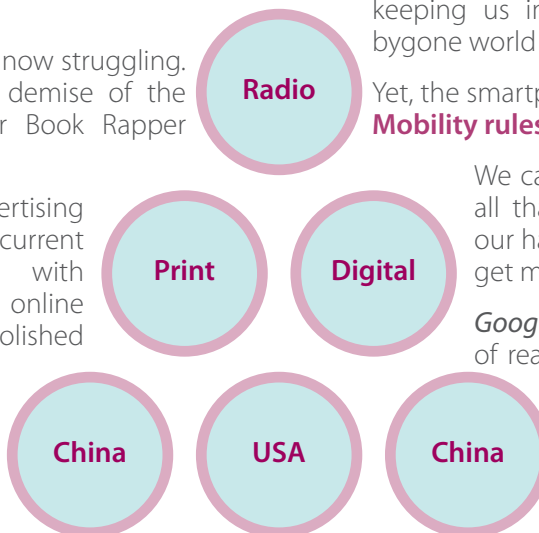 now struggling.
demise of the
r Book Rapper
ertising
current
with
online
olished
Radio
Print
Digital
China
USA
China
keeping us in
bygone world
Yet, the smartp
Mobility rules
We ca
all tha
our ha
get m
Goog
of rea